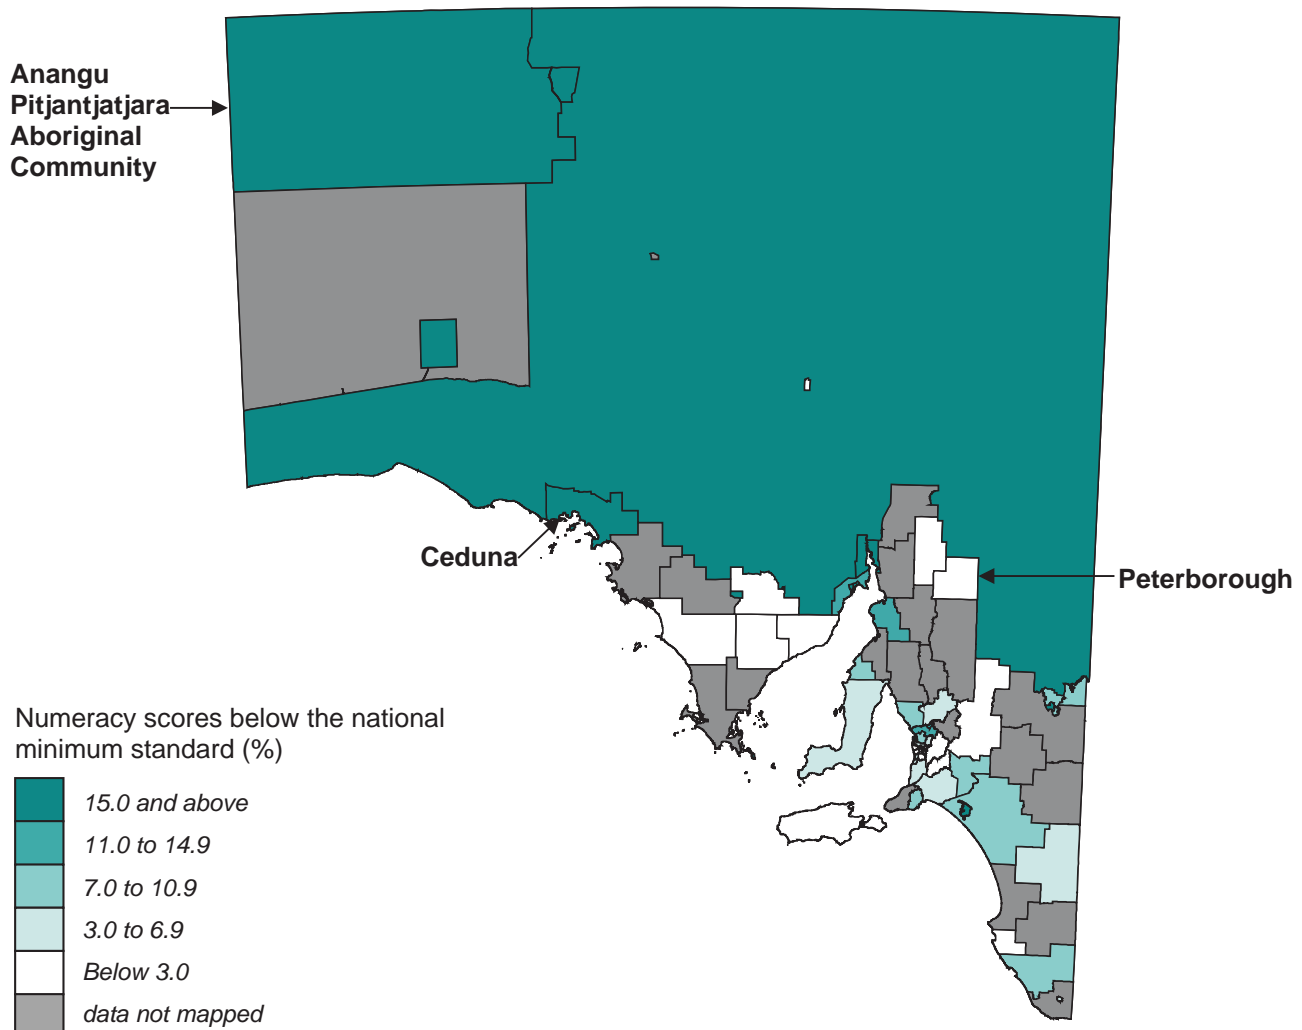 Anangu
Pitjantjatjara
Aboriginal
Community
Ceduna
Peterborough
Numeracy scores below the national
minimum standard (%)
15.0 and above
11.0 to 14.9
7.0 to 10.9
3.0 to 6.9
Below 3.0
data not mapped